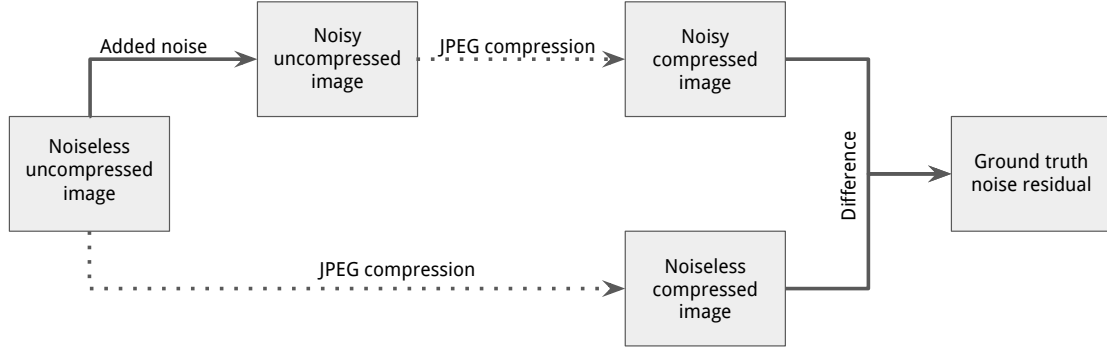 Added noise
Noisy
uncompressed
image
JPEG compression
Noisy
compressed
image
Noiseless
uncompressed
image
Difference
Ground truth
noise residual
JPEG compression
Noiseless
compressed
image